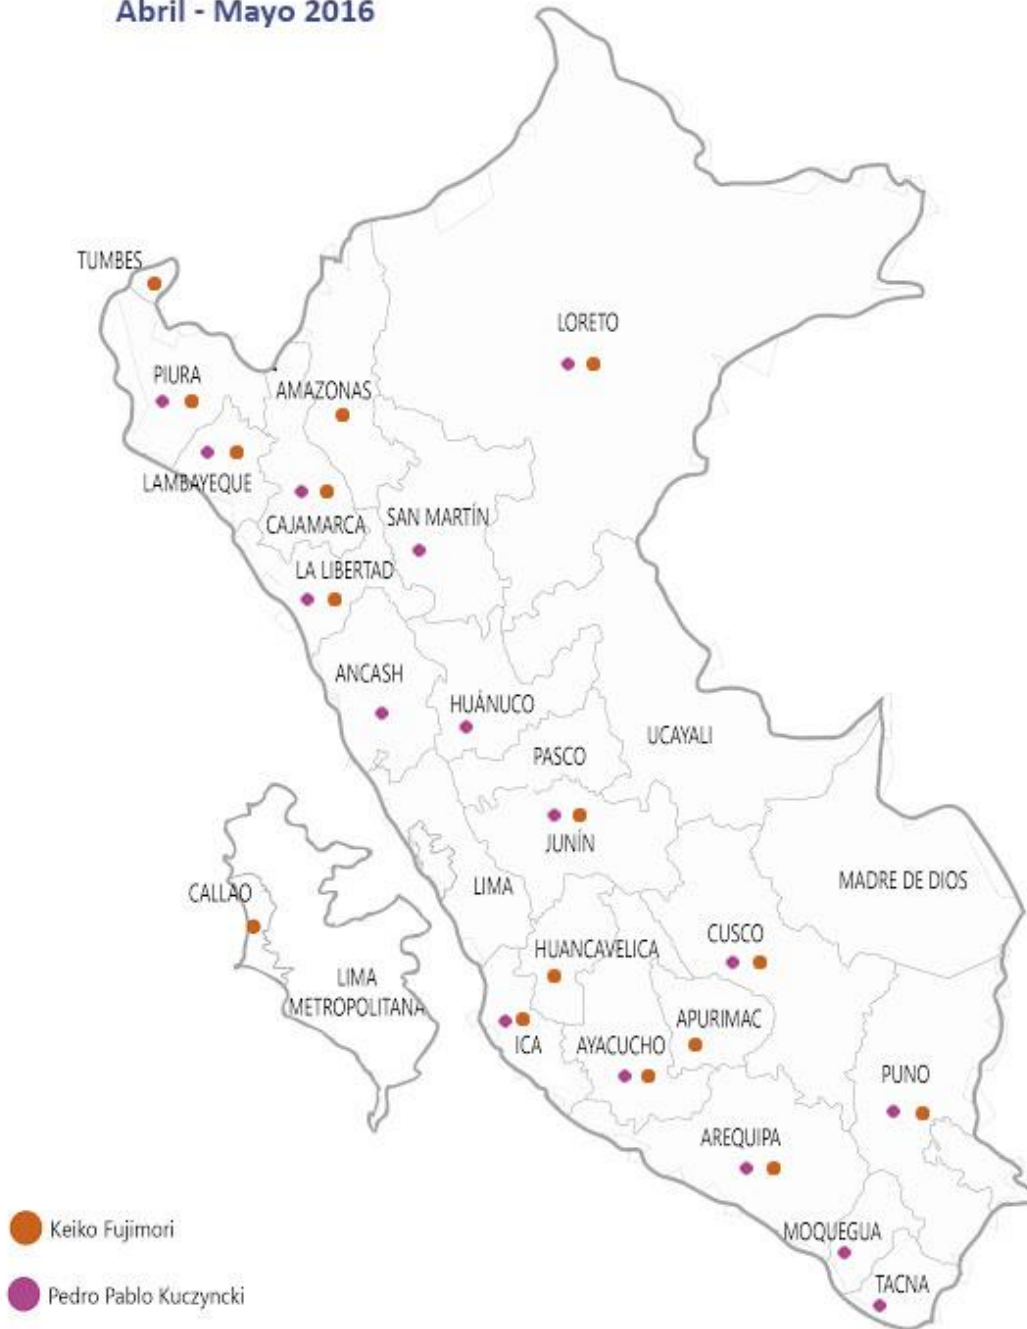 Abril - Mayo 2016
TUMBES
LORETO
PIURA
AMAZONAS
LAMBAYEQUE
CAJAMARCA
SAN MARTÍN
LA LIBERTAD
ANCASH
HUÁNUCO
UCAYALI
PASCO
JUNÍN
LIMA
MADRE DE DIOS
CALLAO
CUSCO
HUANCAVELICA
LIMA
METROPOLITANA
APURIMAC
ICA
AYACUCHO
PUNO
AREQUIPA
MOQUEGUA
TACNA
Keiko Fujimori
Pedro Pablo Kuczyncki